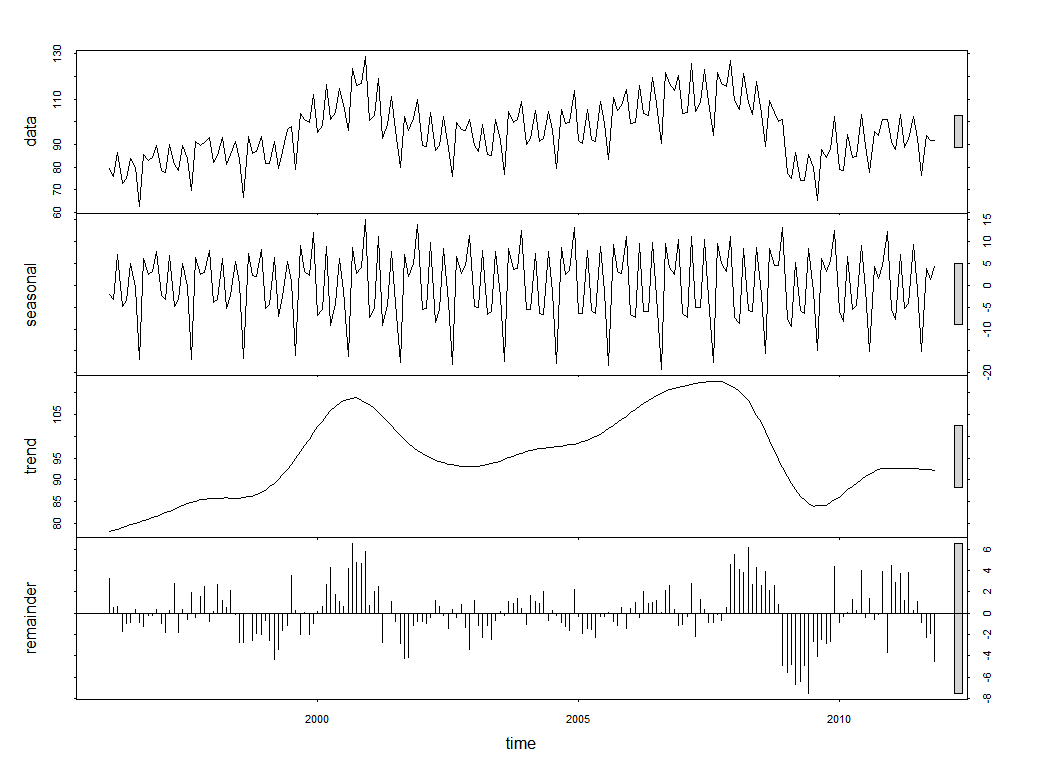 data
60 70 80 90 110 130
seasonal
-20 -10 -5 0 5 10 15
trend
80 85 90 95 105
remainder
-8 -6 -4 -2 0 2 4 6
2000 2005 2010
time